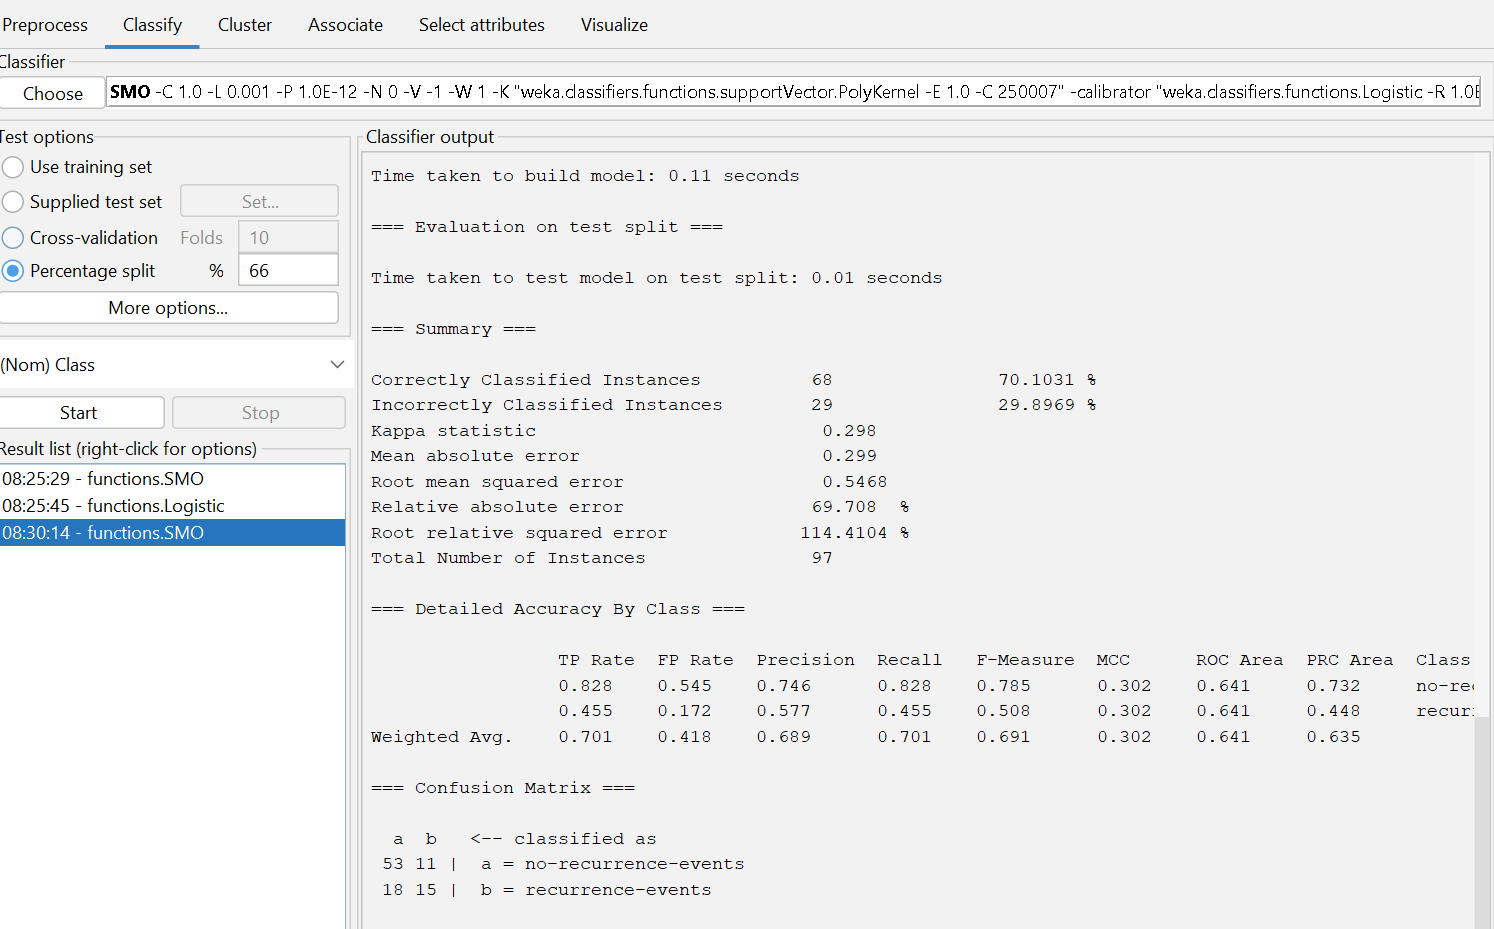 Preprocess Classify Cluster Associate Select attributes Visualize
Classifier
Choose SMO -C 1.0 -L 0.001 -P 1.0E-12 -N 0 -V -1 -W 1 -K "weka.classifiers.functions.supportVector.PolyKernel -E 1.0 -C 250007" -calibrator "weka.classifiers.functions.Logistic -R 1.0E
Test options
Use training set
Supplied test set Set...
Cross-validation Folds 10
Percentage split % 66
More options...
(Nom) Class
Start Stop
Result list (right-click for options)
08:25:29 - functions.SMO
08:25:45 - functions.Logistic
08:30:14 - functions.SMO
Classifier output
Time taken to build model: 0.11 seconds
=== Evaluation on test split ===
Time taken to test model on test split: 0.01 seconds
=== Summary ===
Correctly Classified Instances 68 70.1031 %
Incorrectly Classified Instances 29 29.8969 %
Kappa statistic 0.298
Mean absolute error 0.299
Root mean squared error 0.5468
Relative absolute error 69.708 %
Root relative squared error 114.4104 %
Total Number of Instances 97
=== Detailed Accuracy By Class ===
TP Rate FP Rate Precision Recall F-Measure MCC ROC Area PRC Area Class
0.828 0.545 0.746 0.828 0.785 0.302 0.641 0.732 no-rec
0.455 0.172 0.577 0.455 0.508 0.302 0.641 0.448 recurr
Weighted Avg. 0.701 0.418 0.689 0.701 0.691 0.302 0.641 0.635
=== Confusion Matrix ===
a b <-- classified as
53 11 | a = no-recurrence-events
18 15 | b = recurrence-events